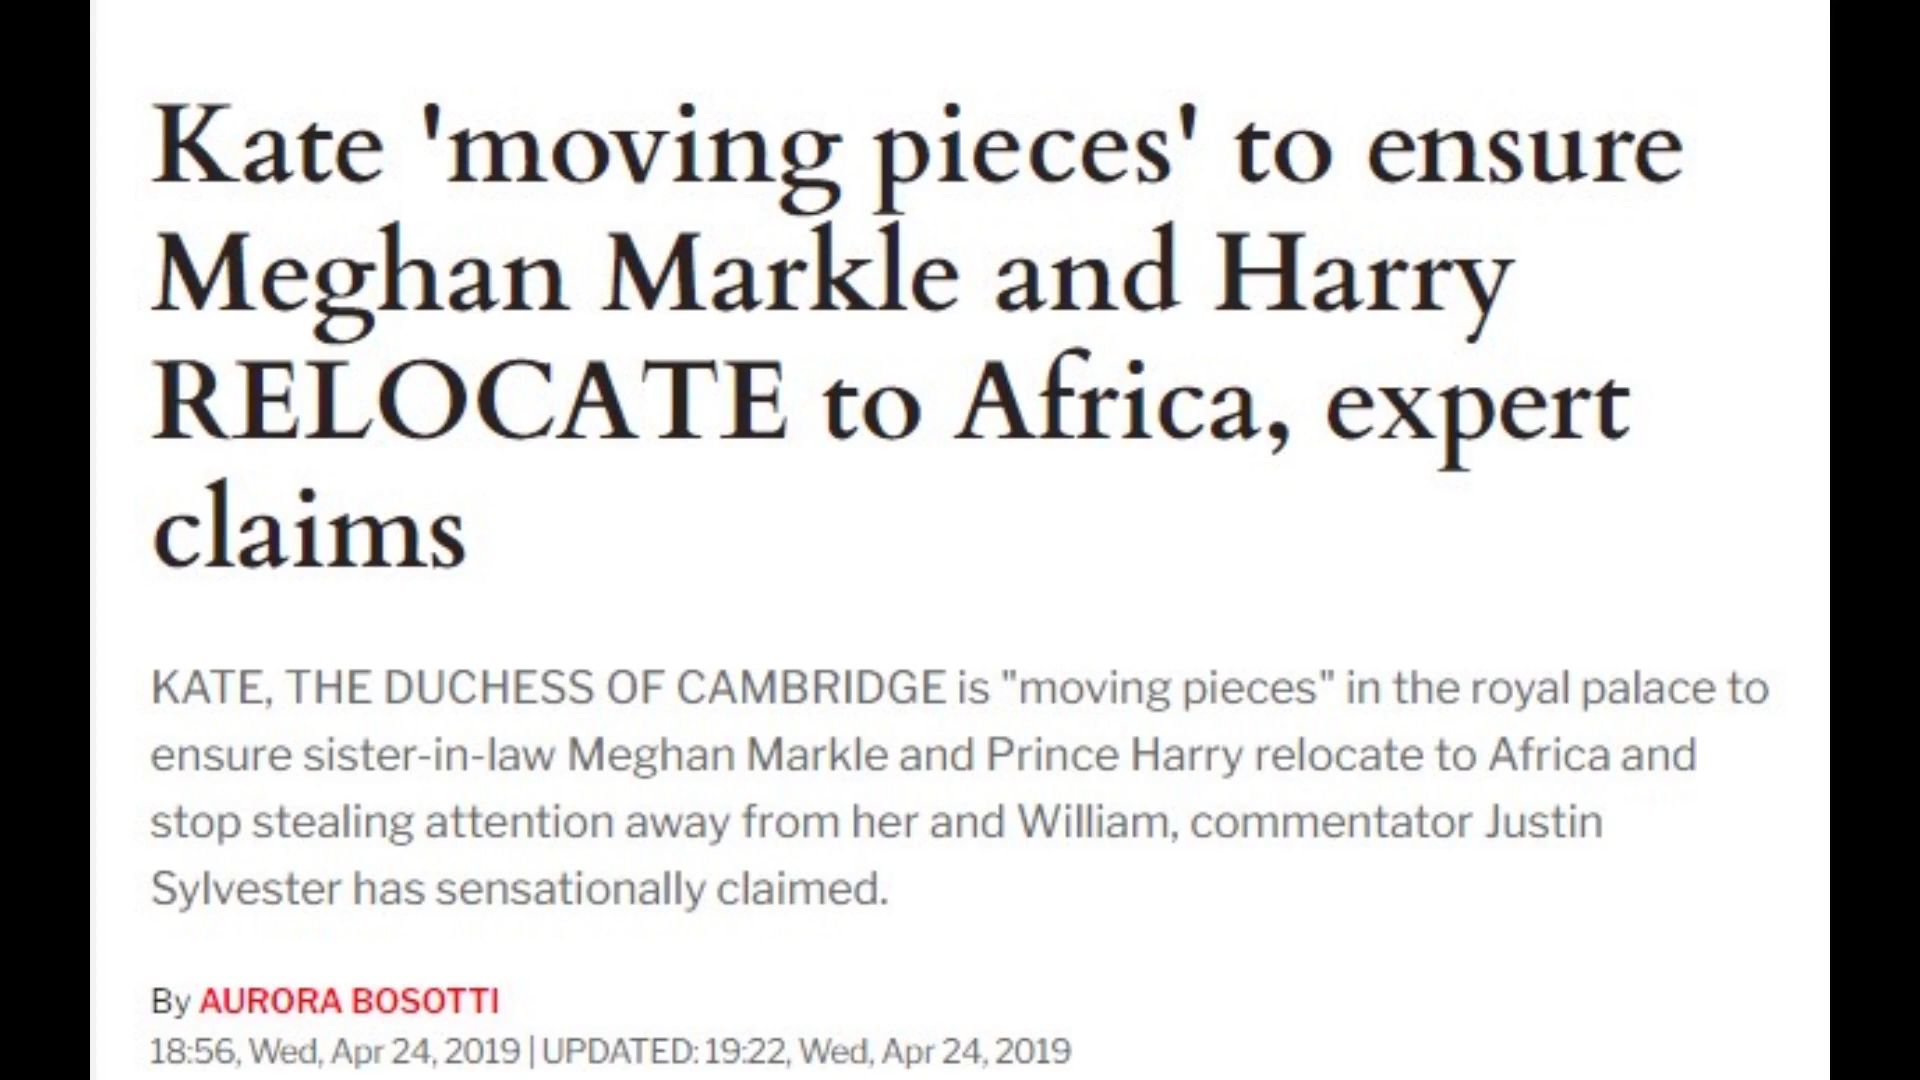 Kate 'moving pieces' to ensure
Meghan Markle and Harry
RELOCATE to Africa, expert
claims
KATE, THE DUCHESS OF CAMBRIDGE is "moving pieces" in the royal palace to
ensure sister-in-law Meghan Markle and Prince Harry relocate to Africa and
stop stealing attention away from her and William, commentator Justin
Sylvester has sensationally claimed.
By AURORA BOSOTTI
18:56, Wed, Apr 24, 2019 | UPDATED: 19:22, Wed, Apr 24, 2019